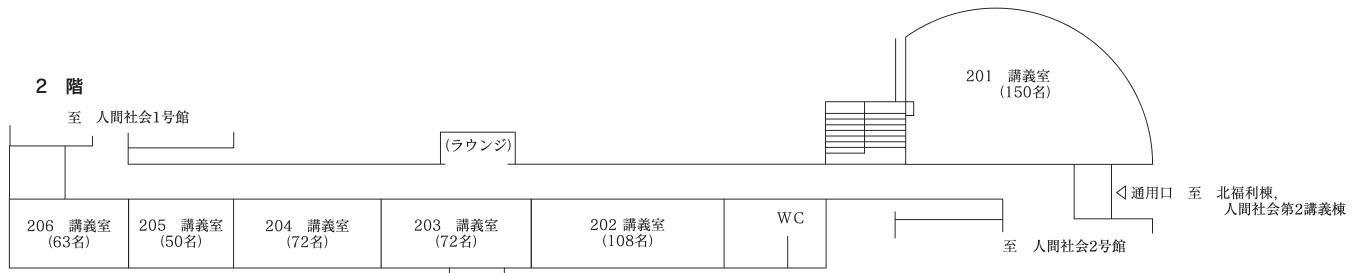 2 階
至 人間社会1号館
(ラウンジ)
201 講義室
(150名)
通用口 至 北福利棟,
人間社会第2講義棟
206 講義室
(63名)
205 講義室
(50名)
204 講義室
(72名)
203 講義室
(72名)
202 講義室
(108名)
WC
至 人間社会2号館